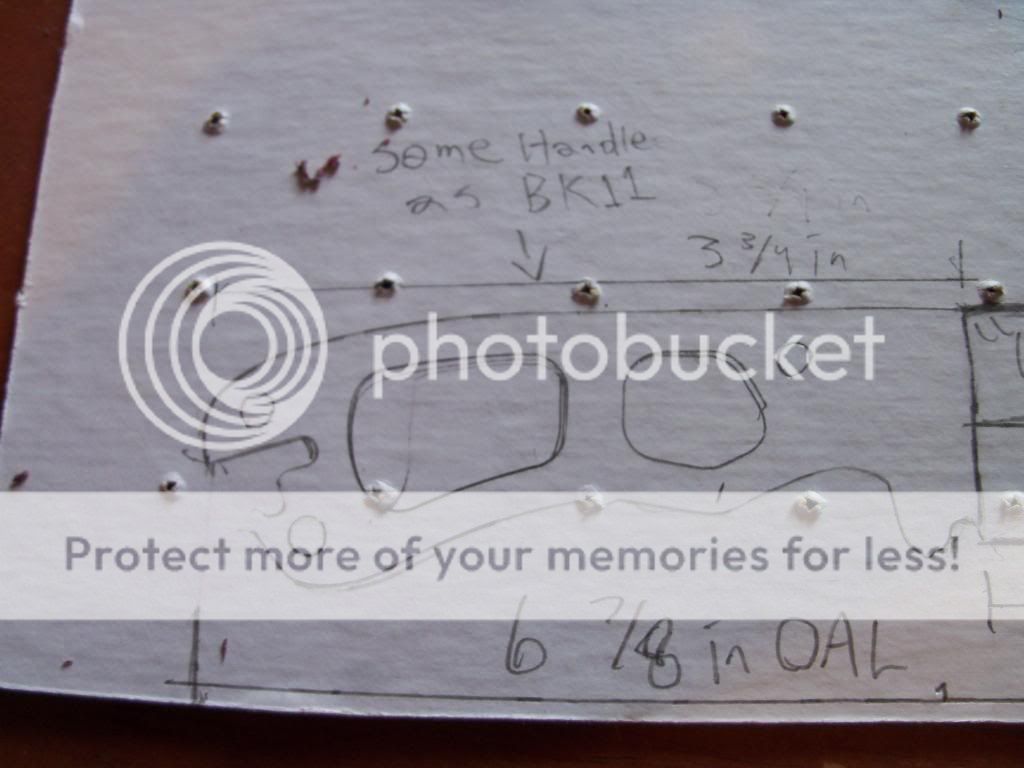 Same Handle
as BK11
3 3/4 in
photobucket
Protect more of your memories for less!
6 7/8 in OAL